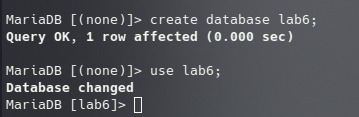 MariaDB [(none)]> create database lab6;
Query OK, 1 row affected (0.000 sec)
MariaDB [(none)]> use lab6;
Database changed
MariaDB [lab6]>